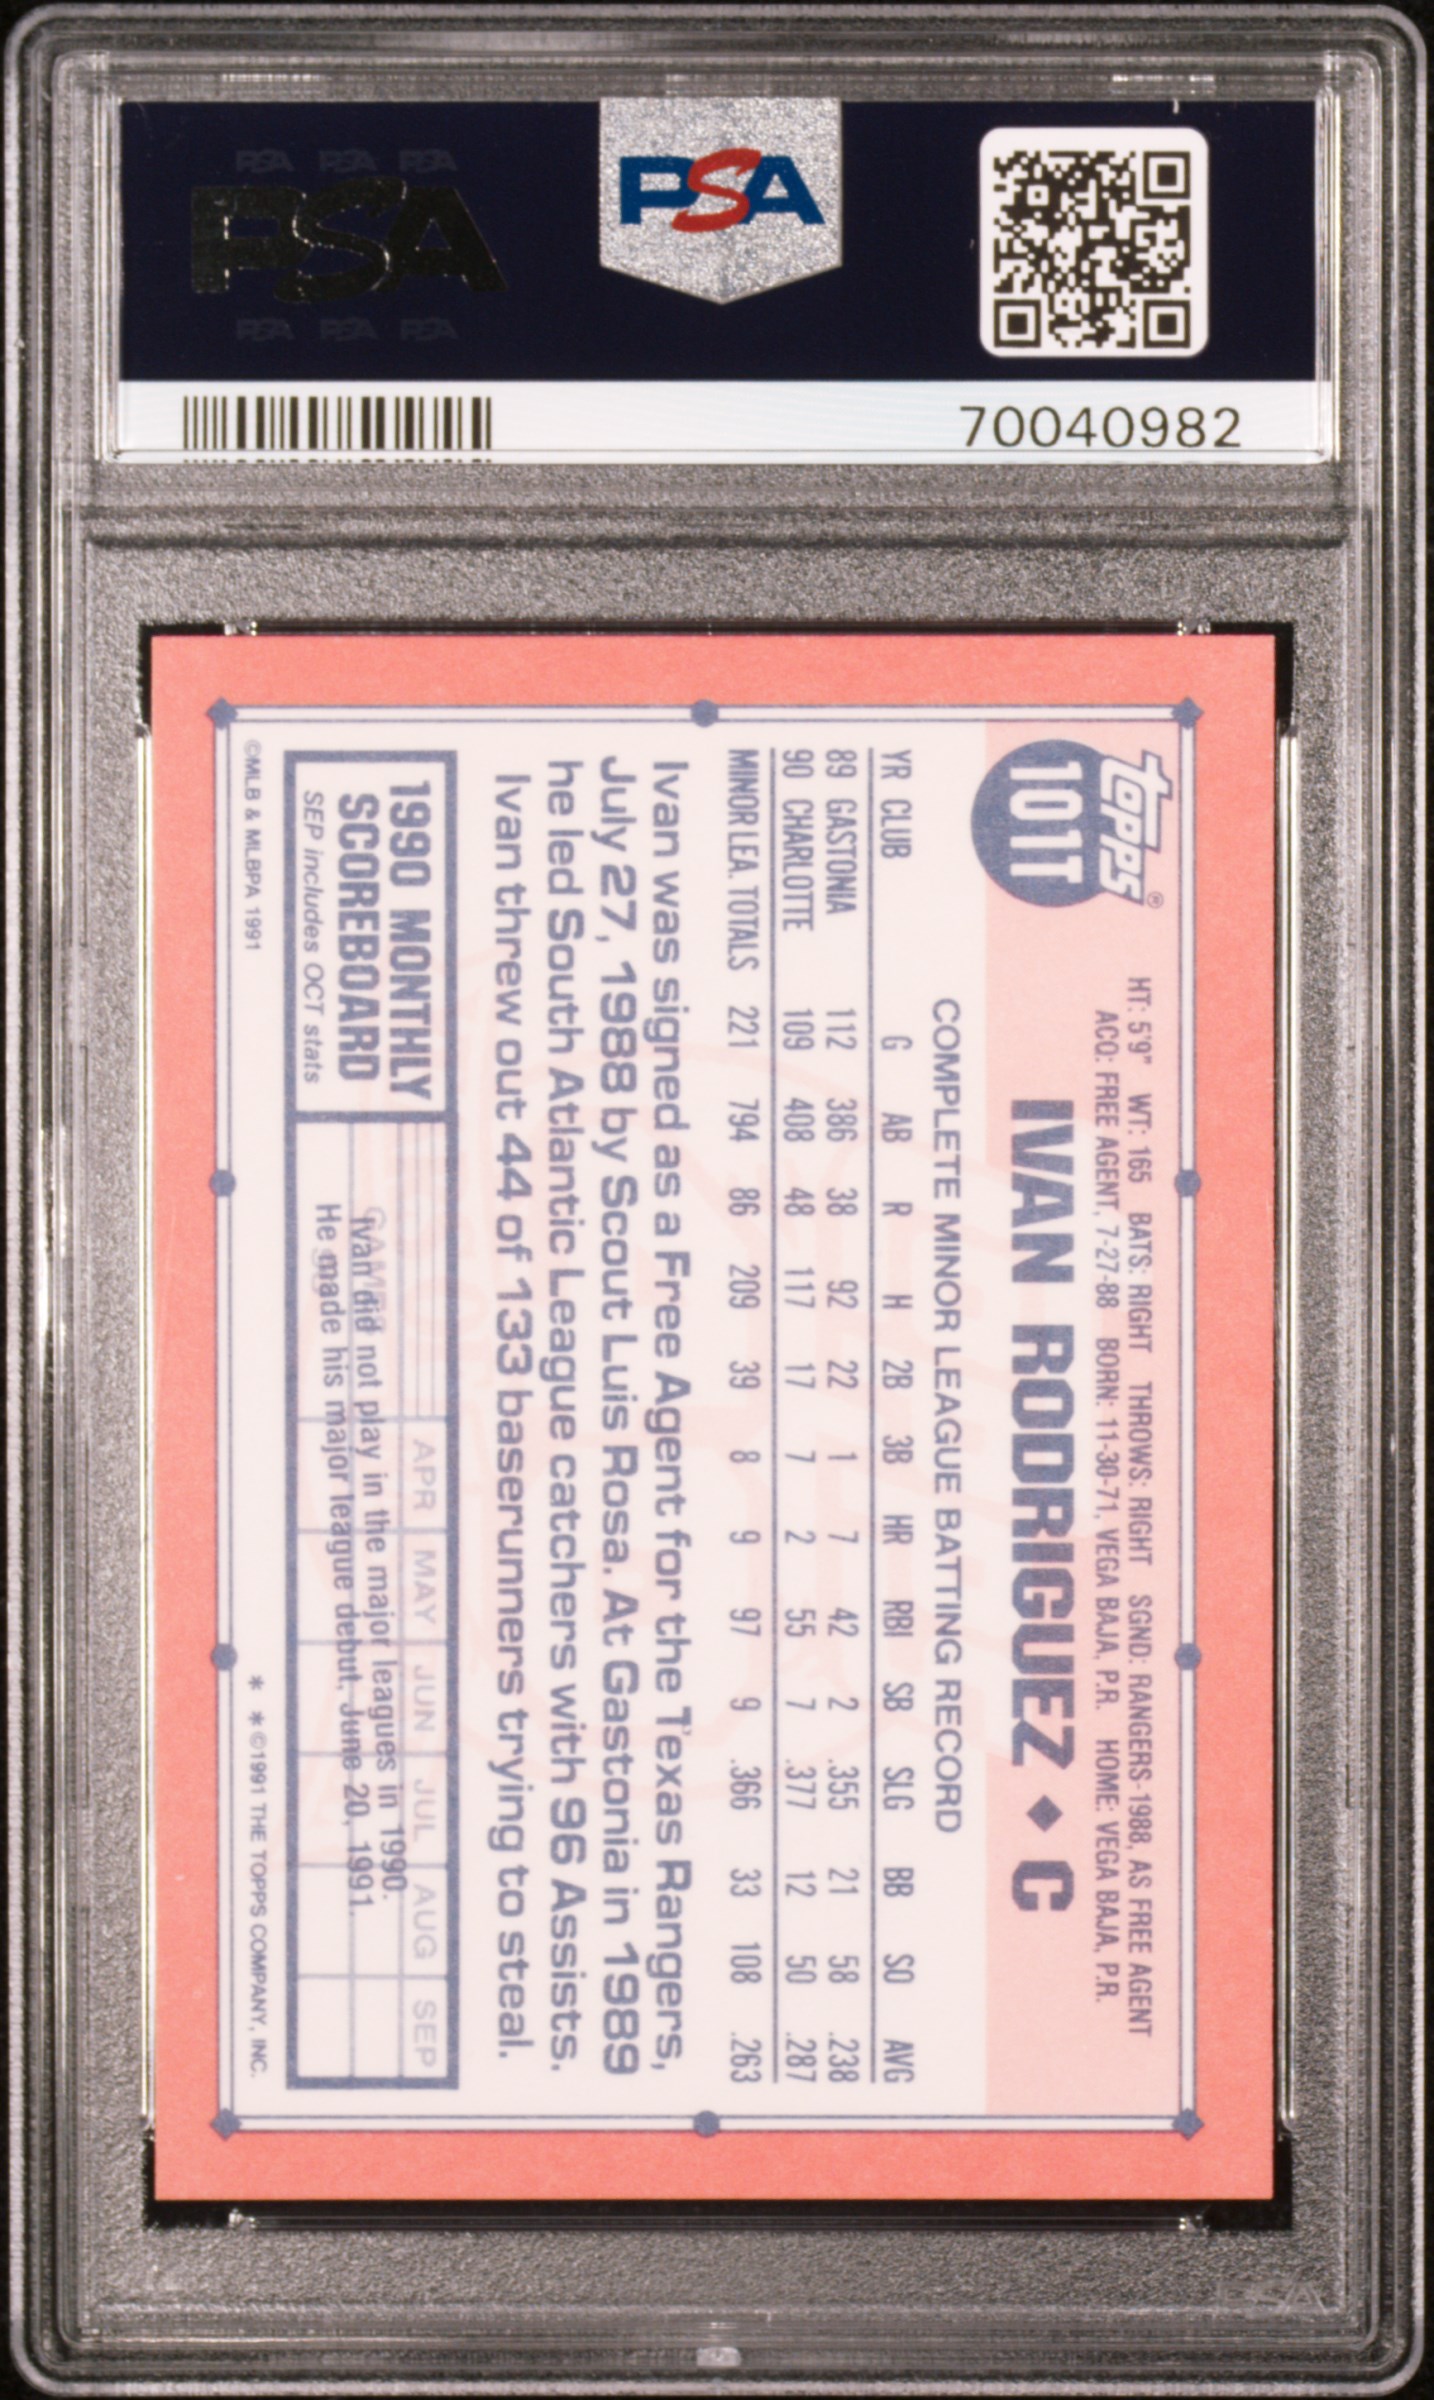 PSA PSA PSA
PSA
PSA PSA PSA
PSA
70040982
topps®
101T
HT: 5'9" WT: 165 BATS: RIGHT THROWS: RIGHT SGND: RANGERS-1988, AS FREE AGENT
ACQ: FREE AGENT, 7-27-88 BORN: 11-30-71, VEGA BAJA, P.R. HOME: VEGA BAJA, P.R.
IVAN RODRIGUEZ ♦ C
COMPLETE MINOR LEAGUE BATTING RECORD
YR CLUB G AB R H 2B 3B HR RBI SB SLG BB SO AVG
89 GASTONIA 112 386 38 92 22 1 7 42 2 .355 21 58 .238
90 CHARLOTTE 109 408 48 117 17 7 2 55 7 .377 12 50 .287
MINOR LEA. TOTALS 221 794 86 209 39 8 9 97 9 .366 33 108 .263
Ivan was signed as a Free Agent for the Texas Rangers,
July 27, 1988 by Scout Luis Rosa. At Gastonia in 1989
he led South Atlantic League catchers with 96 Assists.
Ivan threw out 44 of 133 baserunners trying to steal.
1990 MONTHLY
SCOREBOARD
SEP includes OCT stats
APR MAY JUN JUL AUG SEP
GAMES
Ivan did not play in the major leagues in 1990.
He made his major league debut, June 20, 1991.
©MLB & MLBPA 1991
* *©1991 THE TOPPS COMPANY, INC.
PSA